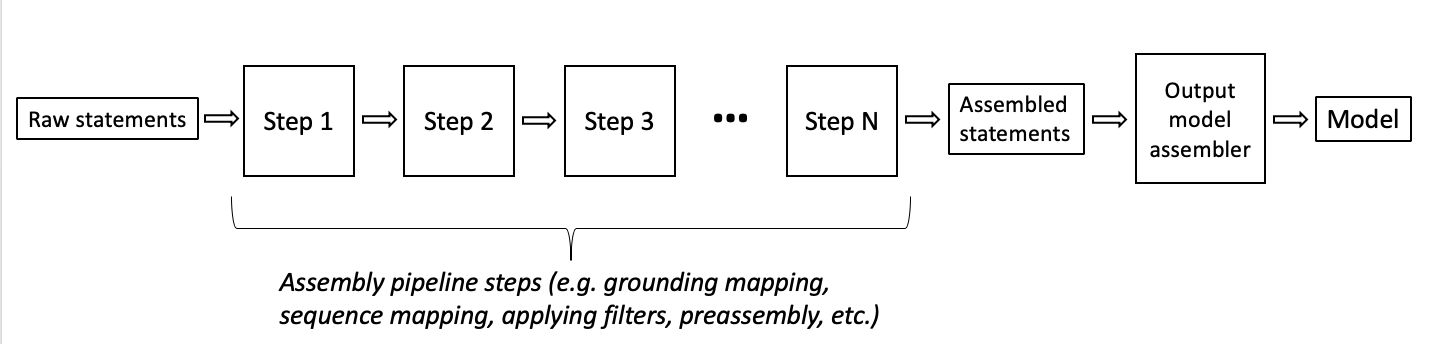 Raw statements
Step 1
Step 2
Step 3
•••
Step N
Assembled
statements
Output
model
assembler
Model
Assembly pipeline steps (e.g. grounding mapping,
sequence mapping, applying filters, preassembly, etc.)